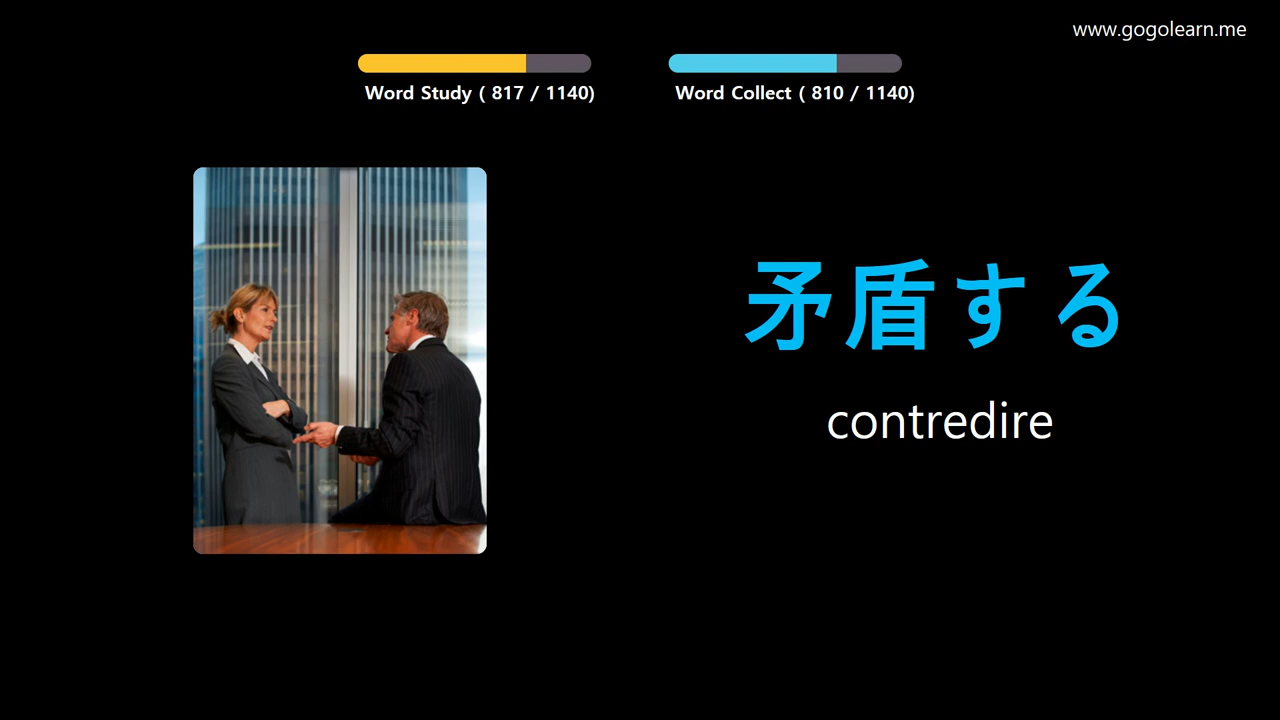 www.gogolearn.me
Word Study ( 817 / 1140)
Word Collect ( 810 / 1140)
矛盾する
contredire